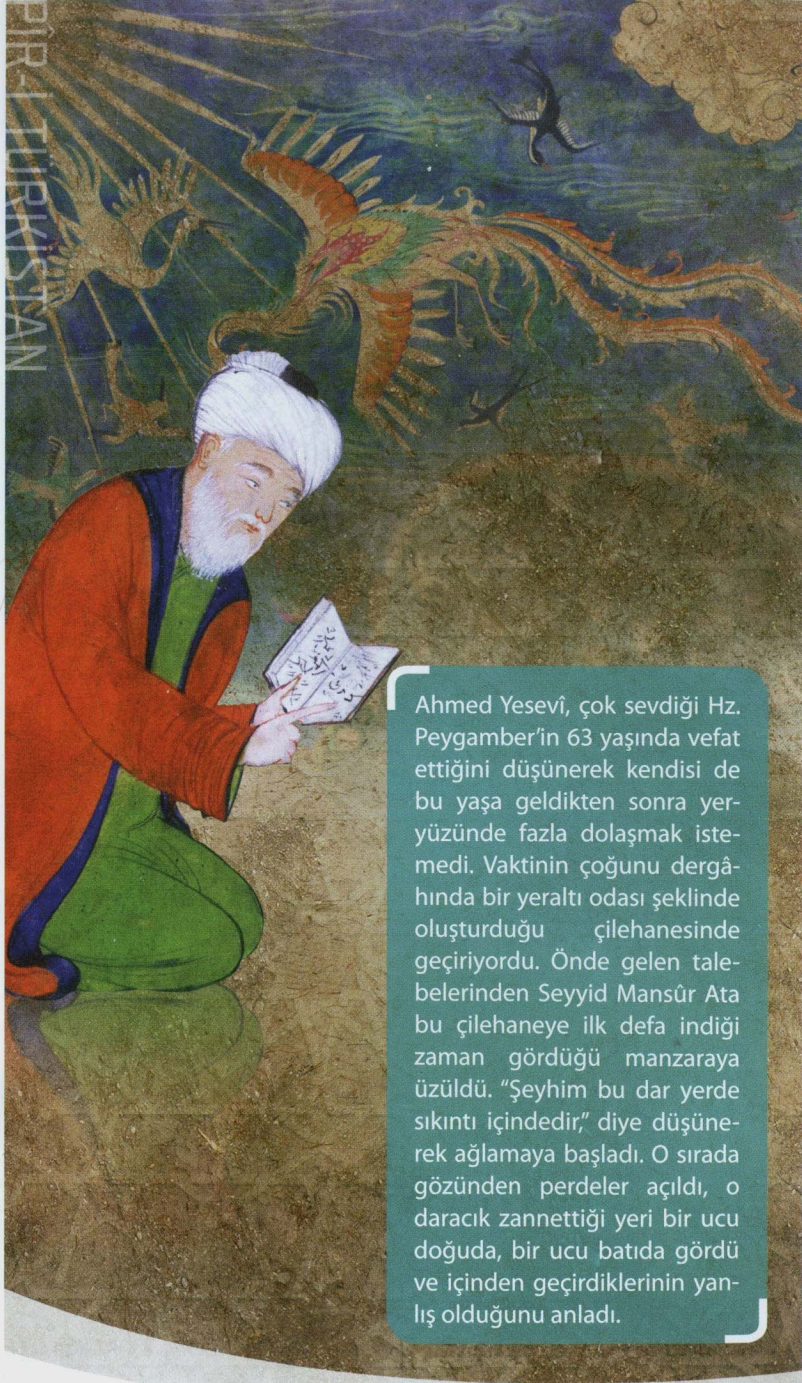 PÎR-İ TÜRKİSTAN
Ahmed Yesevî, çok sevdiği Hz.
Peygamber’in 63 yaşında vefat
ettiğini düşünerek kendisi de
bu yaşa geldikten sonra yer-
yüzünde fazla dolaşmak iste-
medi. Vaktinin çoğunu dergâ-
hında bir yeraltı odası şeklinde
oluşturduğu çilehanesinde
geçiriyordu. Önde gelen tale-
belerinden Seyyid Mansûr Ata
bu çilehaneye ilk defa indiği
zaman gördüğü manzaraya
üzüldü. “Şeyhim bu dar yerde
sıkıntı içindedir,” diye düşüne-
rek ağlamaya başladı. O sırada
gözünden perdeler açıldı, o
daracık zannettiği yeri bir ucu
doğuda, bir ucu batıda gördü
ve içinden geçirdiklerinin yan-
lış olduğunu anladı.